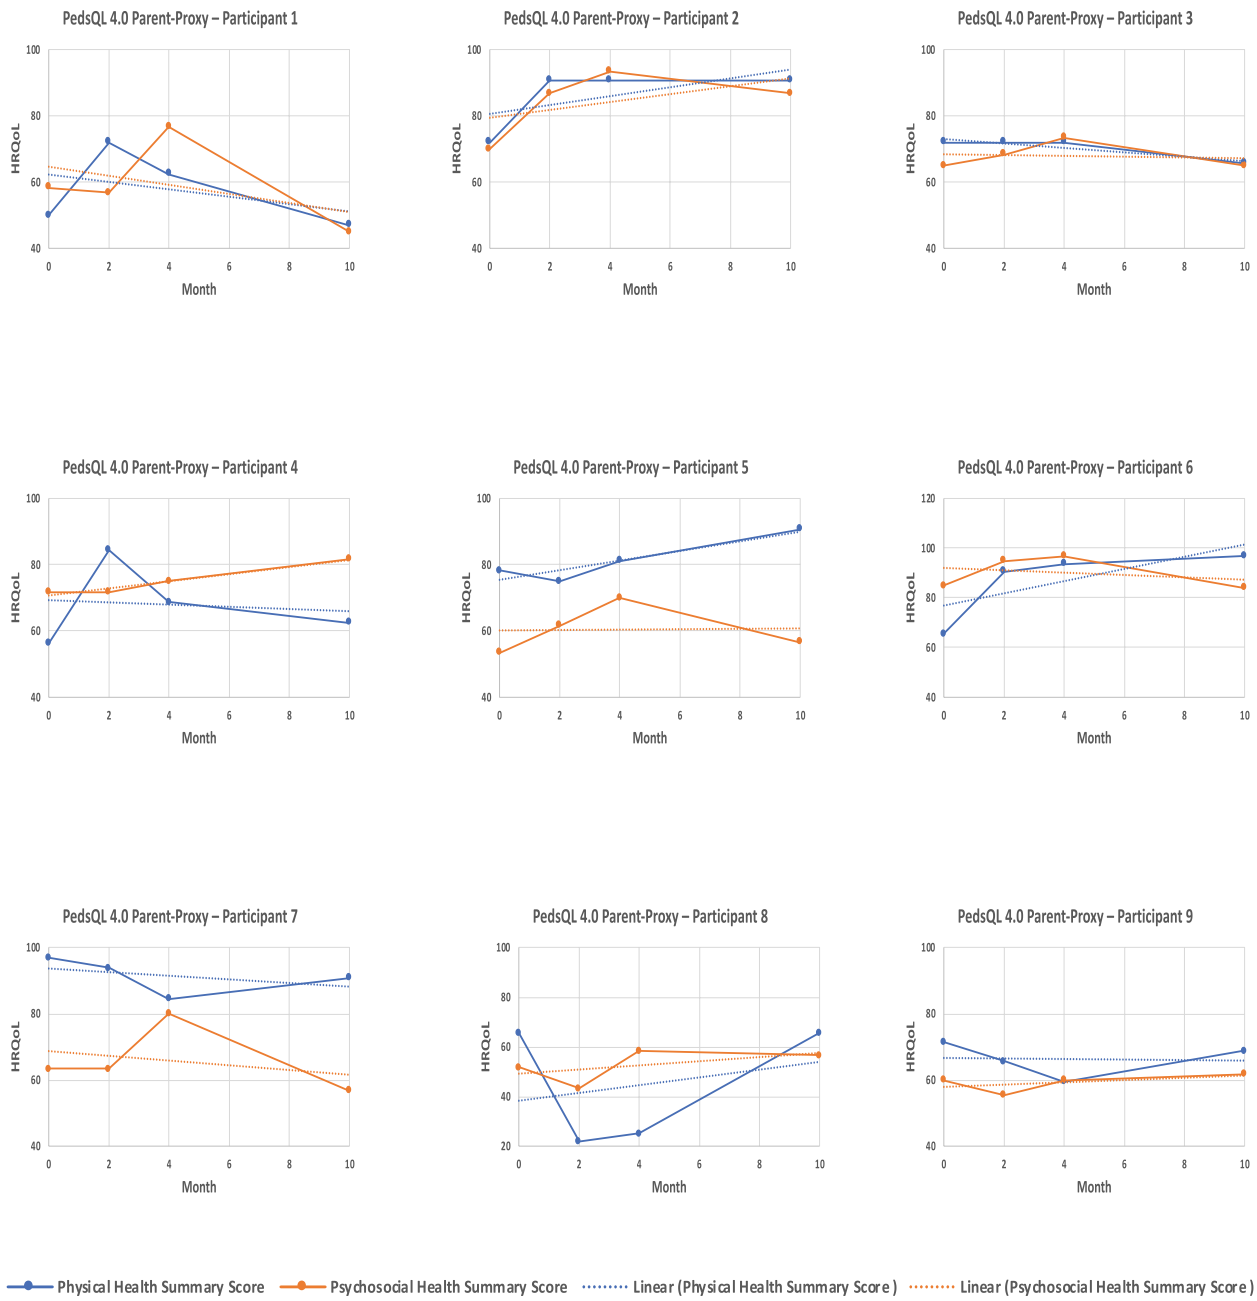 PedsQL 4.0 Parent-Proxy – Participant 1
100
80
60
40
HRQoL
0 2 4 6 8 10
Month
PedsQL 4.0 Parent-Proxy – Participant 2
100
80
60
40
HRQoL
0 2 4 6 8 10
Month
PedsQL 4.0 Parent-Proxy – Participant 3
100
80
60
40
HRQoL
0 2 4 6 8 10
Month
PedsQL 4.0 Parent-Proxy – Participant 4
100
80
60
40
HRQoL
0 2 4 6 8 10
Month
PedsQL 4.0 Parent-Proxy – Participant 5
100
80
60
40
HRQoL
0 2 4 6 8 10
Month
PedsQL 4.0 Parent-Proxy – Participant 6
120
100
80
60
40
HRQoL
0 2 4 6 8 10
Month
PedsQL 4.0 Parent-Proxy – Participant 7
100
80
60
40
HRQoL
0 2 4 6 8 10
Month
PedsQL 4.0 Parent-Proxy – Participant 8
100
80
60
40
20
HRQoL
0 2 4 6 8 10
Month
PedsQL 4.0 Parent-Proxy – Participant 9
100
80
60
40
HRQoL
0 2 4 6 8 10
Month
Physical Health Summary Score Psychosocial Health Summary Score Linear (Physical Health Summary Score ) Linear (Psychosocial Health Summary Score )